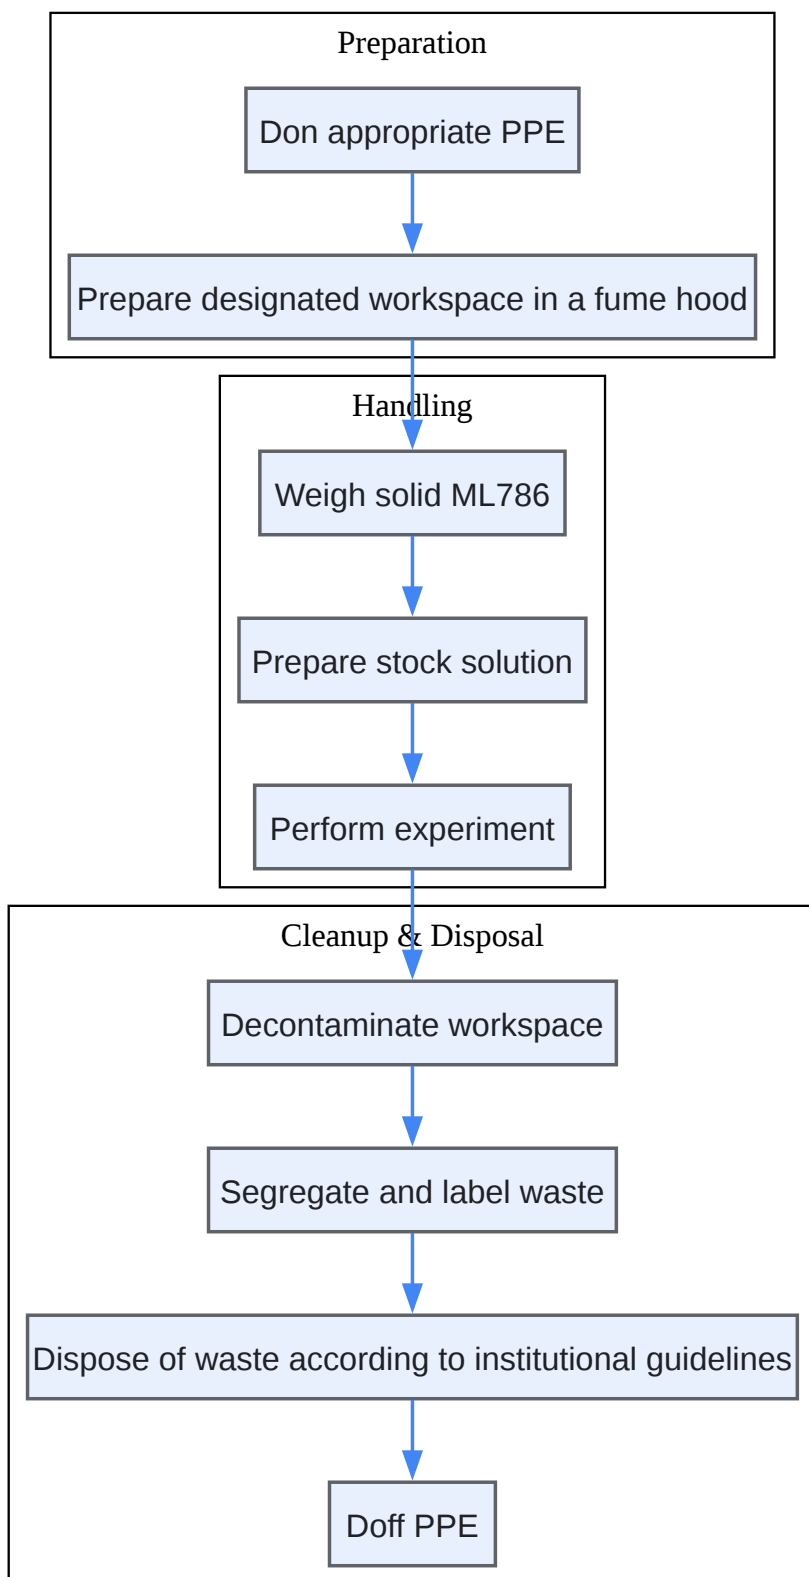 Preparation
Don appropriate PPE
Prepare designated workspace in a fume hood
Handling
Weigh solid ML786
Prepare stock solution
Perform experiment
Cleanup & Disposal
Decontaminate workspace
Segregate and label waste
Dispose of waste according to institutional guidelines
Doff PPE